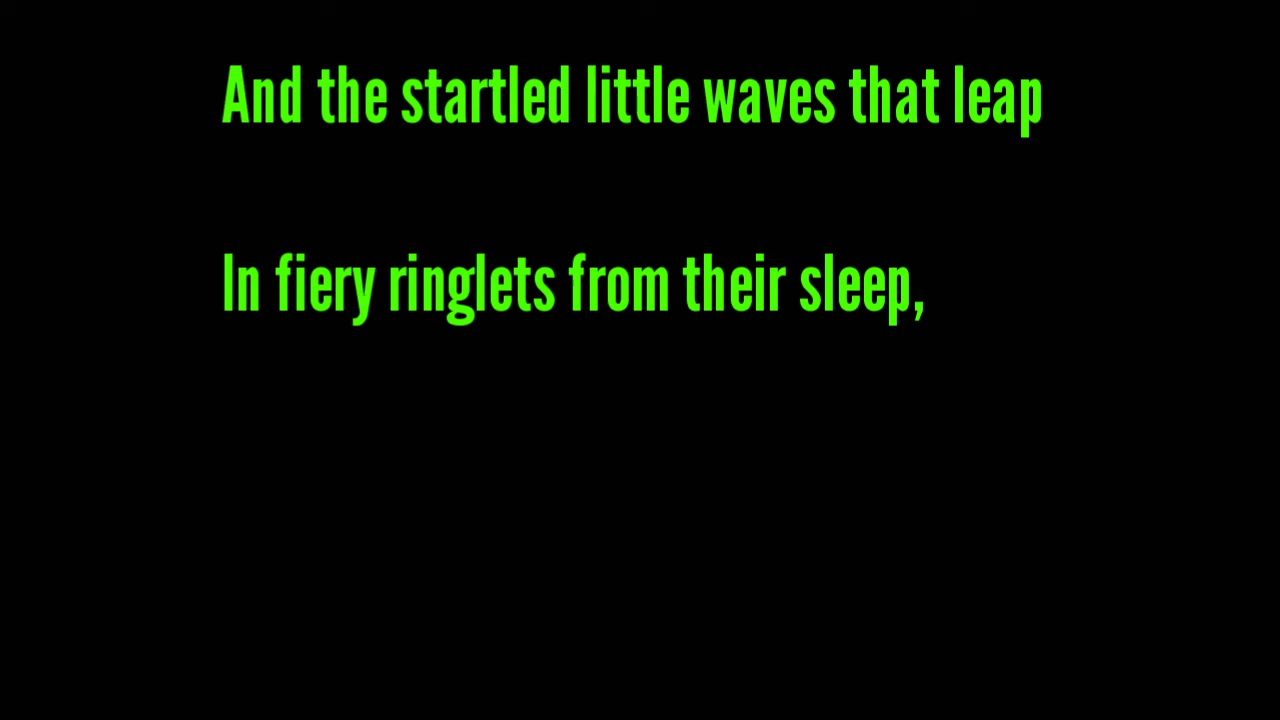 And the startled little waves that leap
In fiery ringlets from their sleep,